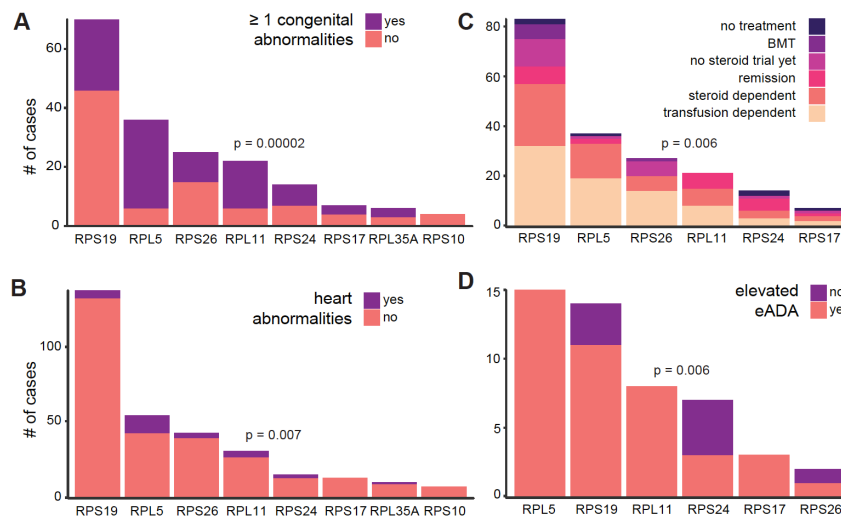 A
≥ 1 congenital
abnormalities
yes
no
# of cases
60
40
20
0
p = 0.00002
RPS19 RPL5 RPS26 RPL11 RPS24 RPS17 RPL35A RPS10
C
no treatment
BMT
no steroid trial yet
remission
steroid dependent
transfusion dependent
80
60
40
20
0
p = 0.006
RPS19 RPL5 RPS26 RPL11 RPS24 RPS17
B
heart
abnormalities
yes
no
# of cases
100
50
0
p = 0.007
RPS19 RPL5 RPS26 RPL11 RPS24 RPS17 RPL35A RPS10
D
elevated
eADA
15
10
5
0
p = 0.006
RPL5 RPS19 RPL11 RPS24 RPS17 RPS26